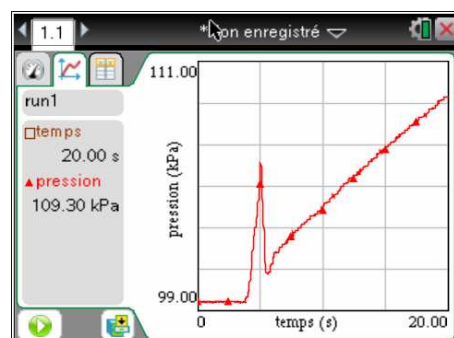 1.1
*Non enregistré
run1
temps
20.00 s
pression
109.30 kPa
111.00
pression (kPa)
99.00
0
temps (s)
20.00